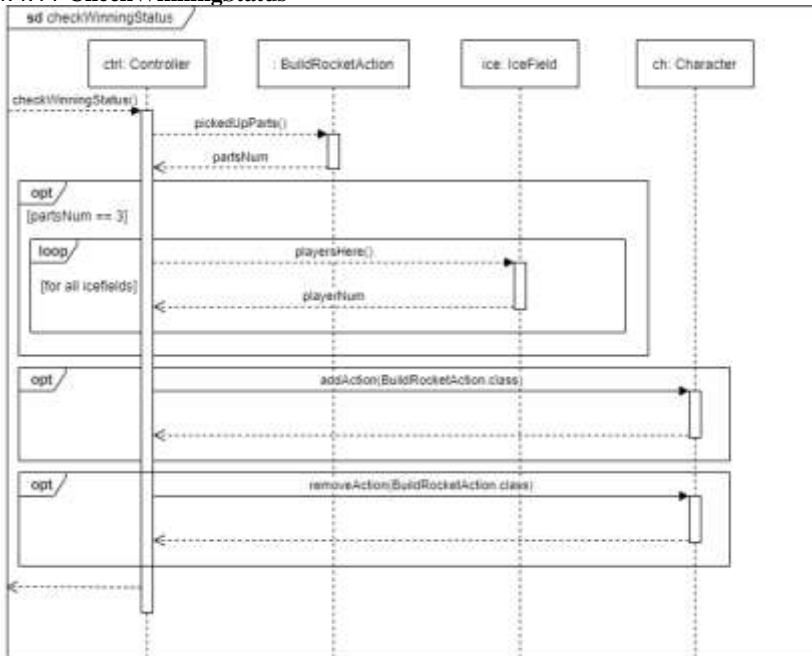 CheckWinningStatus
sd checkWinningStatus
ctrl: Controller
: BuildRocketAction
ice: IceField
ch: Character
checkWinningStatus()
pickedUpParts()
partsNum
opt
[partsNum == 3]
loop
playersHere()
[for all icefields]
playerNum
opt
addAction(BuildRocketAction.class)
opt
removeAction(BuildRocketAction.class)